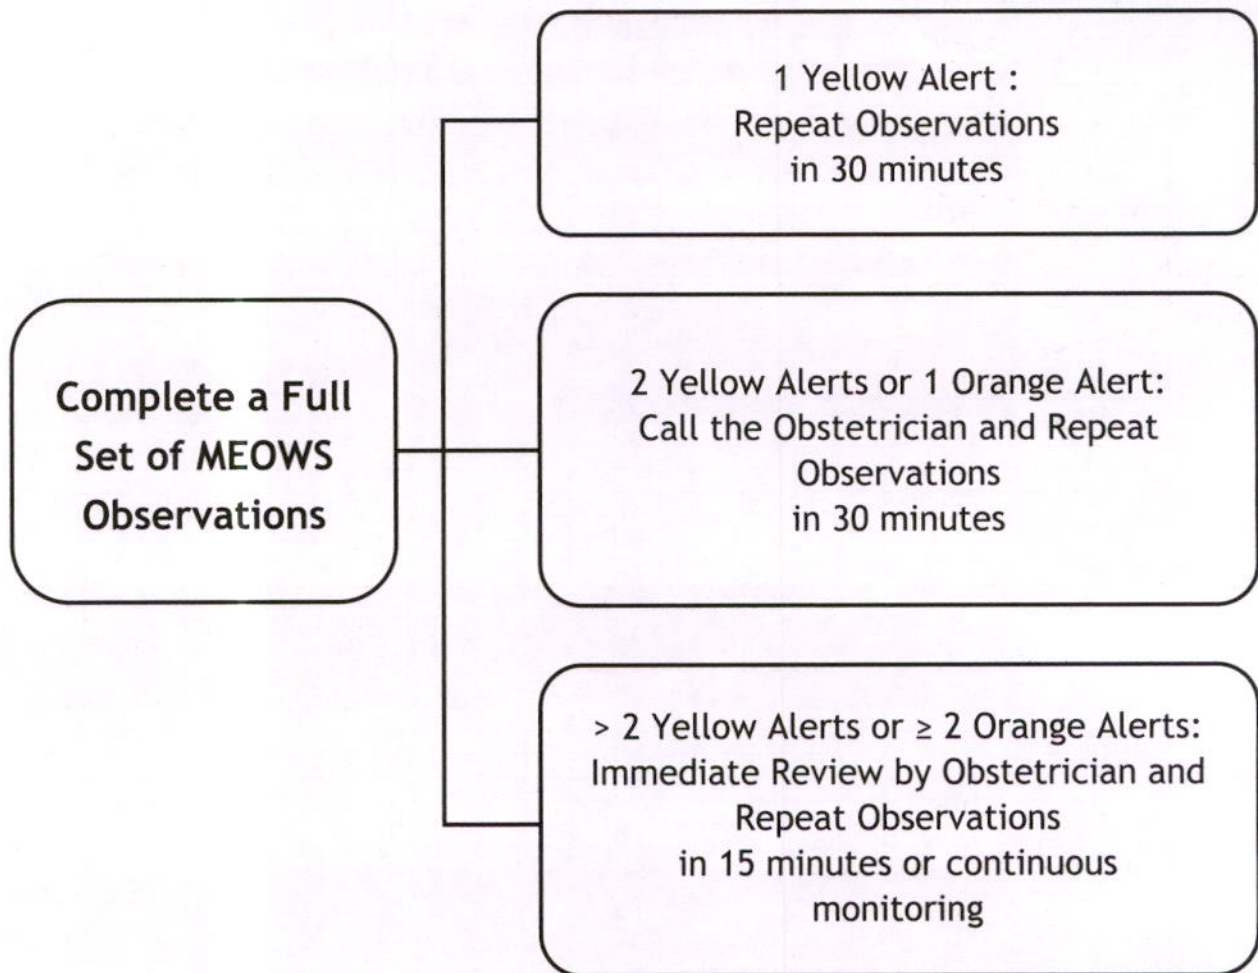 1 Yellow Alert :
Repeat Observations
in 30 minutes
Complete a Full
Set of MEOWS
Observations
2 Yellow Alerts or 1 Orange Alert:
Call the Obstetrician and Repeat
Observations
in 30 minutes
> 2 Yellow Alerts or ≥ 2 Orange Alerts:
Immediate Review by Obstetrician and
Repeat Observations
in 15 minutes or continuous
monitoring